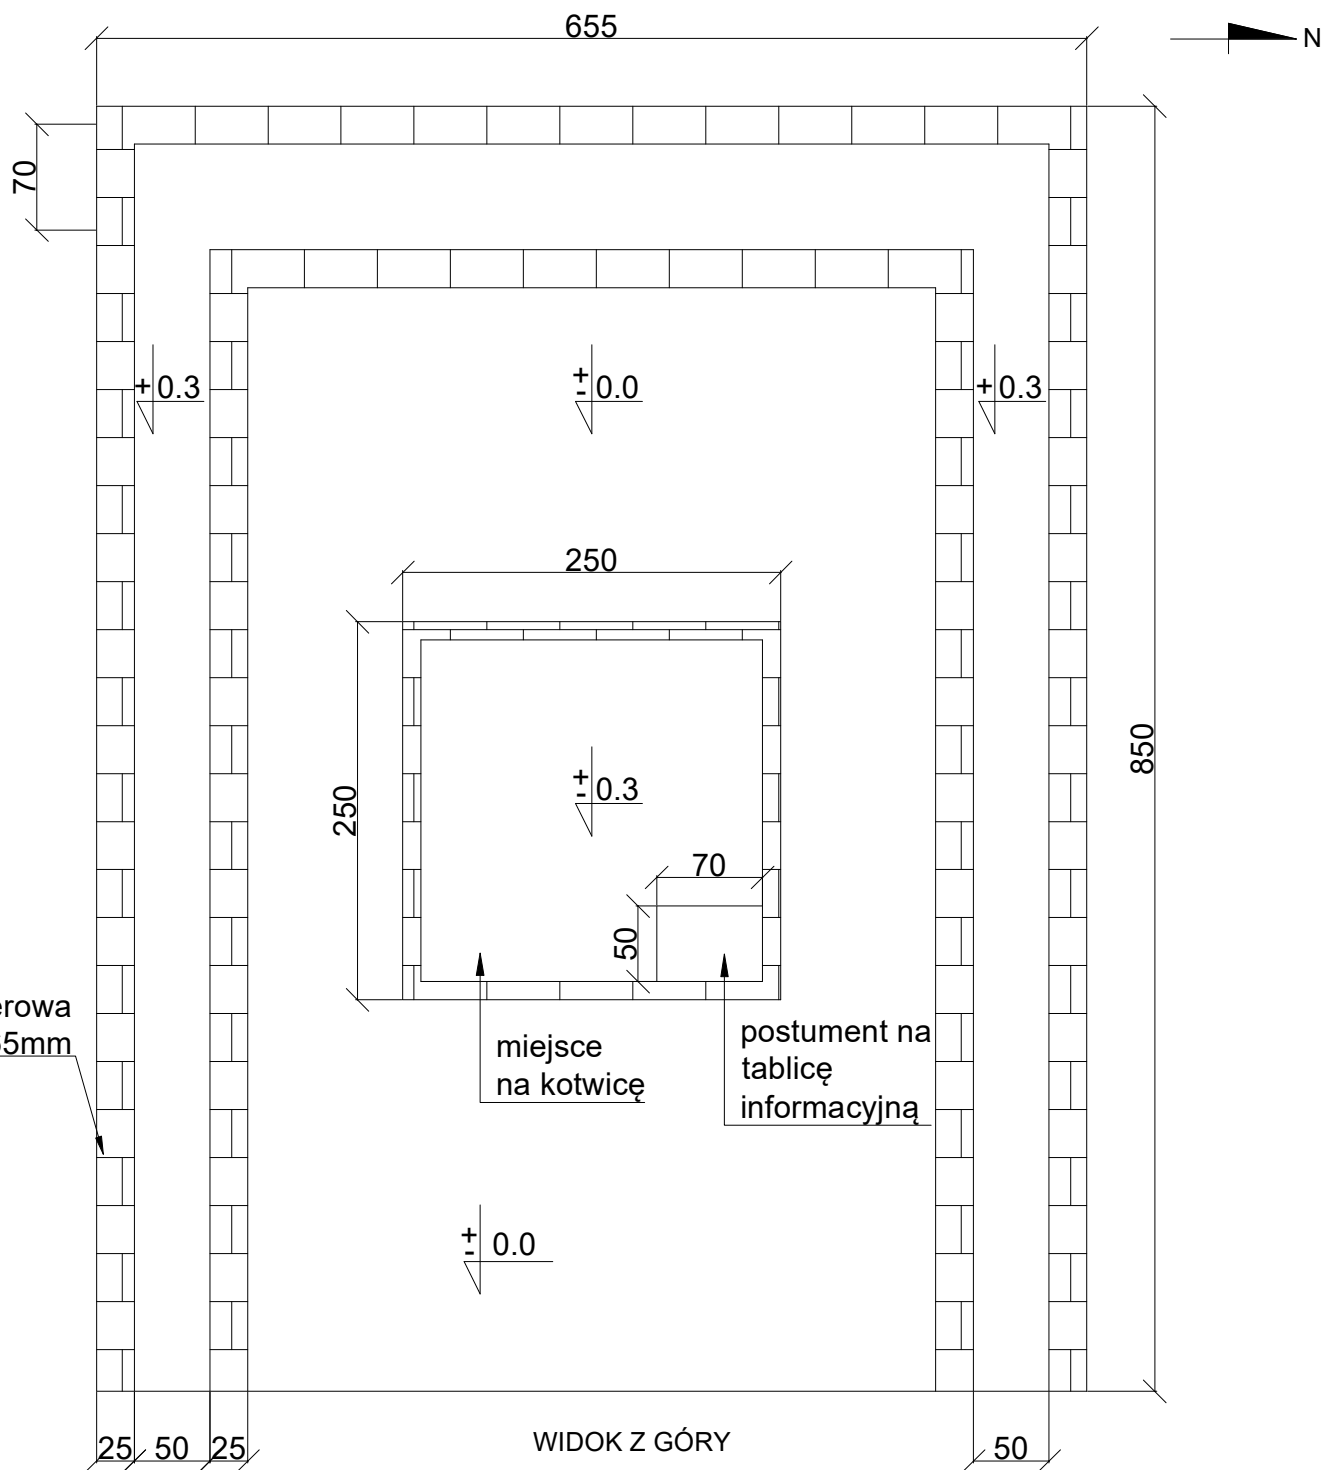 655
N
70
+ 0.3
+
- 0.0
+ 0.3
250
250
850
+
- 0.3
70
50
miejsce
na kotwicę
postument na
tablicę
informacyjną
+
- 0.0
25 50 25
WIDOK Z GÓRY
50